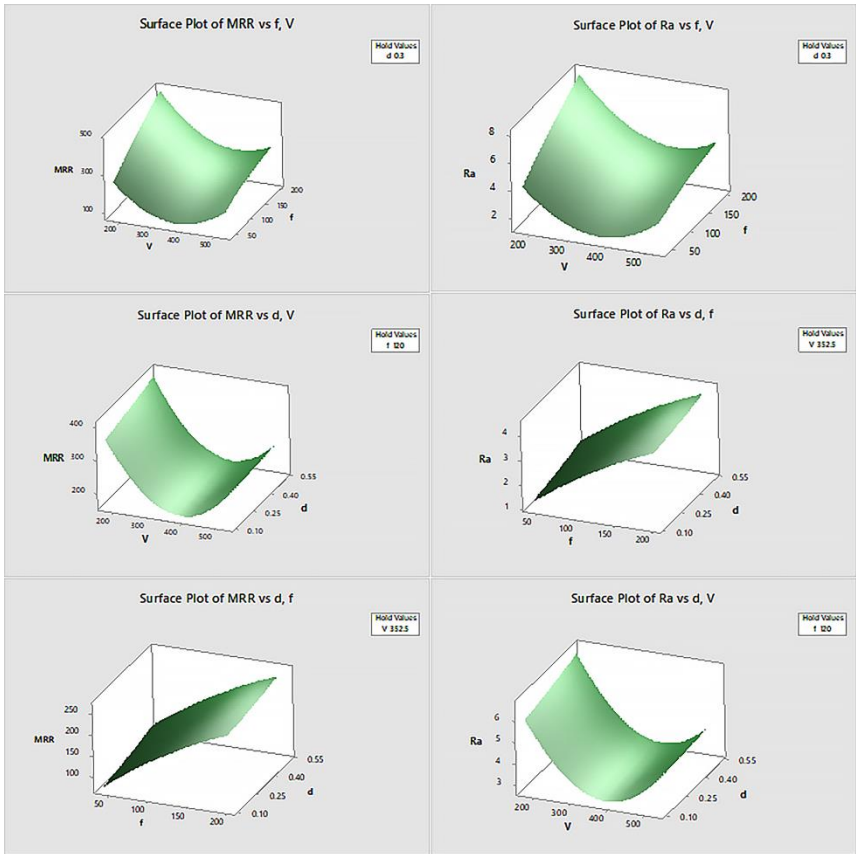 Surface Plot of MRR vs f, V
Hold Values
d 0.3
500
300
100
MRR
200
300
400
500
V
50
100
150
200
f
Surface Plot of Ra vs f, V
Hold Values
d 0.3
8
6
4
2
Ra
200
300
400
500
V
50
100
150
200
f
Surface Plot of MRR vs d, V
Hold Values
f 120
400
300
200
MRR
200
300
400
500
V
0.10
0.25
0.40
0.55
d
Surface Plot of Ra vs d, f
Hold Values
V 352.5
4
3
2
1
Ra
50
100
150
200
f
0.10
0.25
0.40
0.55
d
Surface Plot of MRR vs d, f
Hold Values
V 352.5
250
200
150
100
MRR
50
100
150
200
f
0.10
0.25
0.40
0.55
d
Surface Plot of Ra vs d, V
Hold Values
f 120
6
5
4
3
Ra
200
300
400
500
V
0.10
0.25
0.40
0.55
d